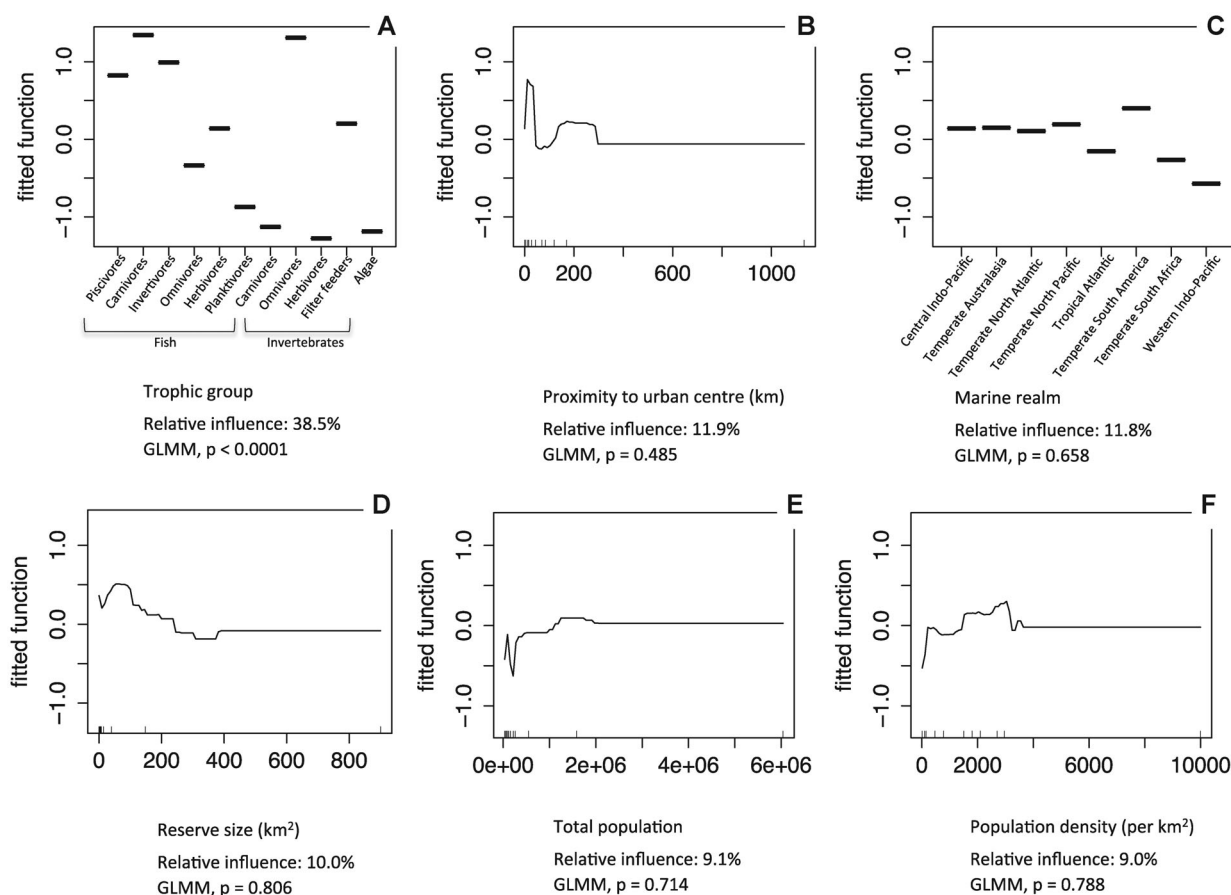 A
fitted function
1.0
0.0
−1.0
Piscivores
Carnivores
Invertivores
Omnivores
Herbivores
Planktivores
Carnivores
Omnivores
Herbivores
Filter feeders
Algae
Fish
Invertebrates
Trophic group
Relative influence: 38.5%
GLMM, p < 0.0001
B
fitted function
1.0
0.0
−1.0
0 200 600 1000
Proximity to urban centre (km)
Relative influence: 11.9%
GLMM, p = 0.485
C
fitted function
1.0
0.0
−1.0
Central Indo-Pacific
Temperate Australasia
Temperate North Atlantic
Temperate North Pacific
Tropical Atlantic
Temperate South America
Temperate South Africa
Western Indo-Pacific
Marine realm
Relative influence: 11.8%
GLMM, p = 0.658
D
fitted function
1.0
0.0
−1.0
0 200 400 600 800
Reserve size (km²)
Relative influence: 10.0%
GLMM, p = 0.806
E
fitted function
1.0
0.0
−1.0
0e+00 2e+06 4e+06 6e+06
Total population
Relative influence: 9.1%
GLMM, p = 0.714
F
fitted function
1.0
0.0
−1.0
0 2000 6000 10000
Population density (per km²)
Relative influence: 9.0%
GLMM, p = 0.788